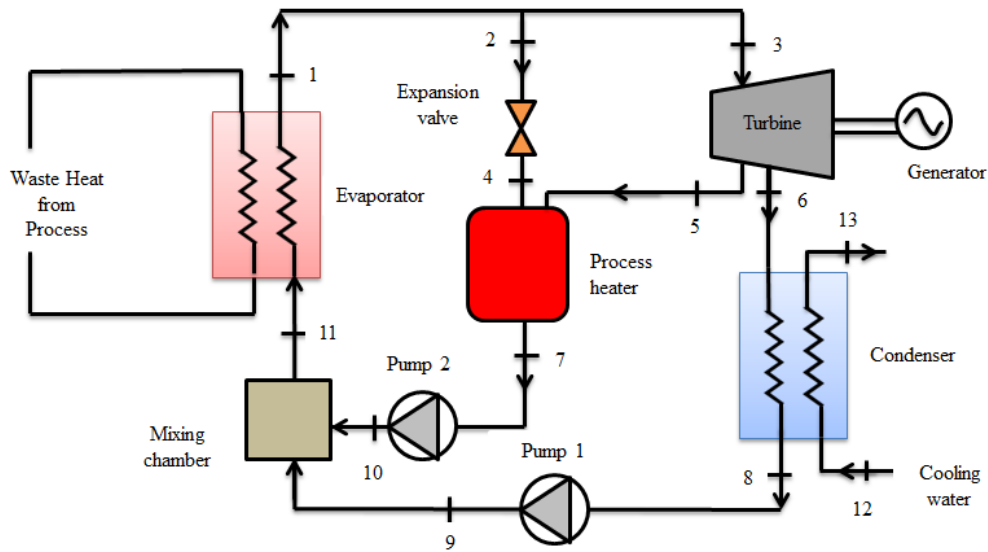 2
3
1
Expansion
valve
Turbine
Generator
Waste Heat
from
Process
Evaporator
4
5
6
13
Process
heater
11
Pump 2
7
Condenser
Mixing
chamber
10
Pump 1
8
12
Cooling
water
9